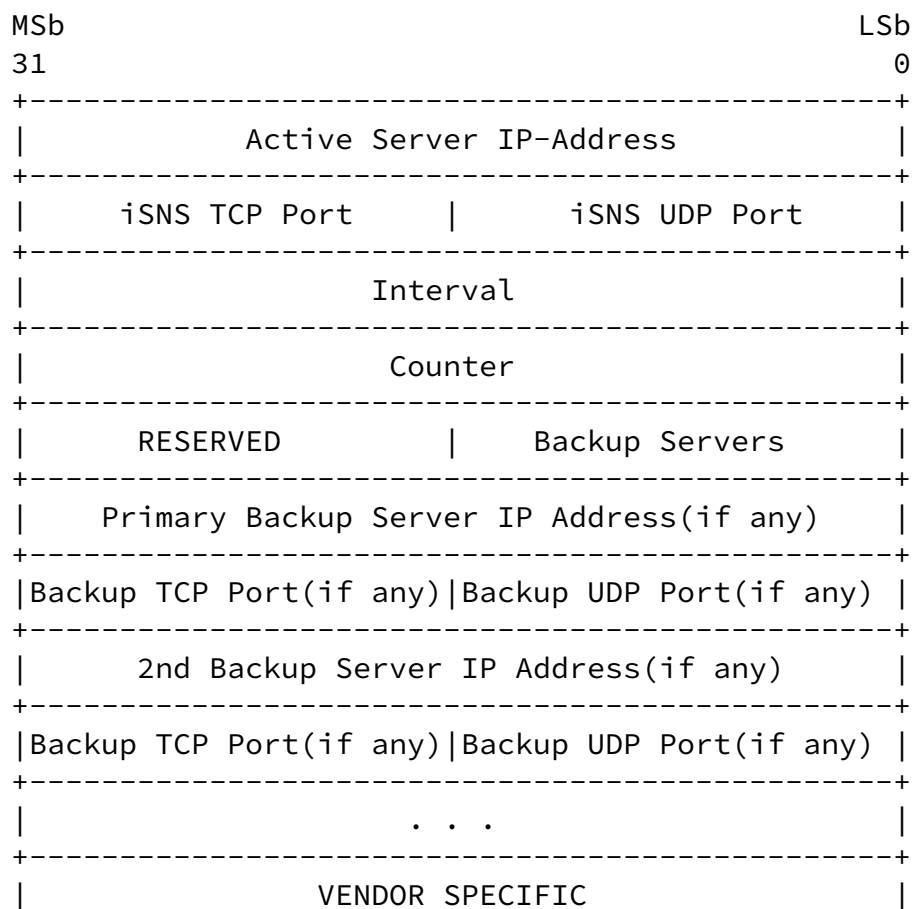 MSb                                            LSb
31                                               0
+------------------------------------------------+
|            Active Server IP-Address            |
+------------------------------------------------+
|     iSNS TCP Port     |      iSNS UDP Port     |
+------------------------------------------------+
|                   Interval                     |
+------------------------------------------------+
|                    Counter                     |
+------------------------------------------------+
|      RESERVED         |    Backup Servers      |
+------------------------------------------------+
|    Primary Backup Server IP Address(if any)    |
+------------------------------------------------+
|Backup TCP Port(if any)|Backup UDP Port(if any) |
+------------------------------------------------+
|      2nd Backup Server IP Address(if any)      |
+------------------------------------------------+
|Backup TCP Port(if any)|Backup UDP Port(if any) |
+------------------------------------------------+
|                     . . .                      |
+------------------------------------------------+
|                VENDOR SPECIFIC                 |